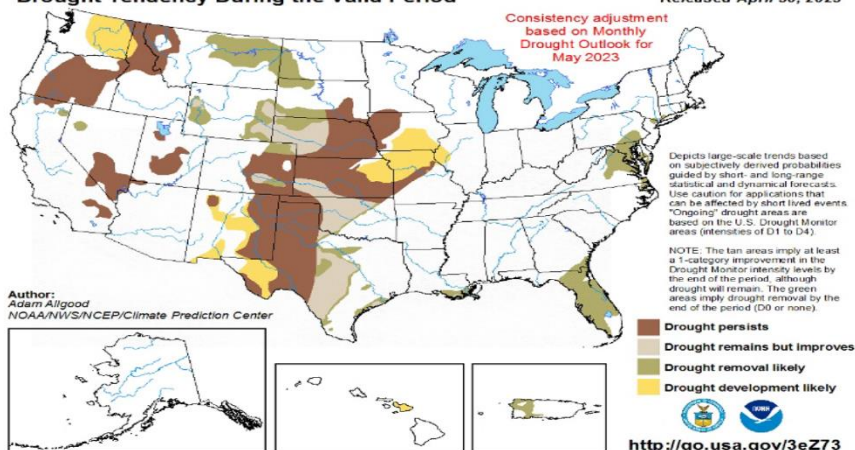 Drought Tendency During the Valid Period
Released April 30, 2023
Consistency adjustment
based on Monthly
Drought Outlook for
May 2023
Depicts large-scale trends based
on subjectively derived probabilities
guided by short- and long-range
statistical and dynamical forecasts.
Use caution for applications that
can be affected by short lived events.
"Ongoing" drought areas are
based on the U.S. Drought Monitor
areas (intensities of D1 to D4).
NOTE: The tan areas imply at least
a 1-category improvement in the
Drought Monitor intensity levels by
the end of the period, although
drought will remain. The green
areas imply drought removal by the
end of the period (D0 or none).
Author:
Adam Allgood
NOAA/NWS/NCEP/Climate Prediction Center
Drought persists
Drought remains but improves
Drought removal likely
Drought development likely
http://go.usa.gov/3eZ73